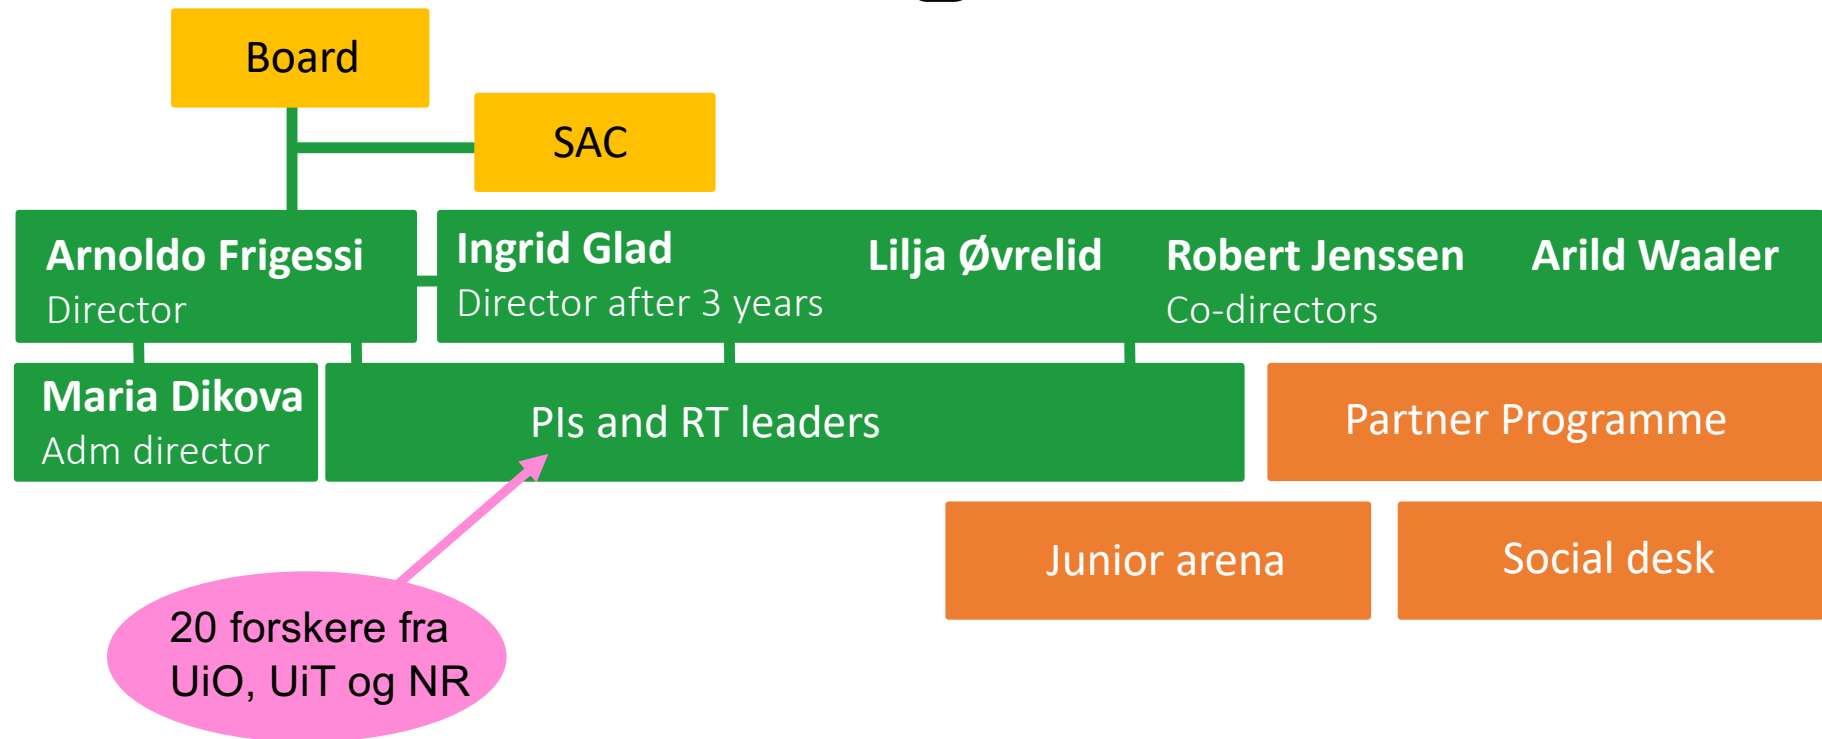 Board
SAC
Arnoldo Frigessi
Director
Ingrid Glad
Director after 3 years
Lilja Øvrelid
Robert Jenssen
Co-directors
Arild Waaler
Maria Dikova
Adm director
PIs and RT leaders
Partner Programme
Junior arena
Social desk
20 forskere fra
UiO, UiT og NR